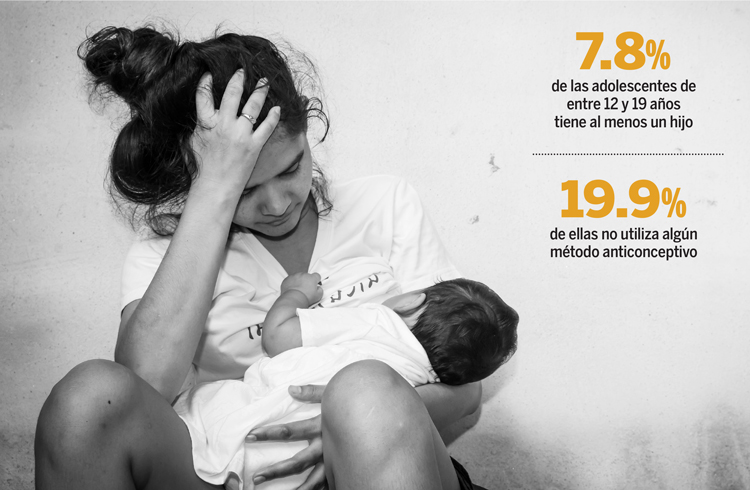 7.8%
de las adolescentes de
entre 12 y 19 años
tiene al menos un hijo
19.9%
de ellas no utiliza algún
método anticonceptivo